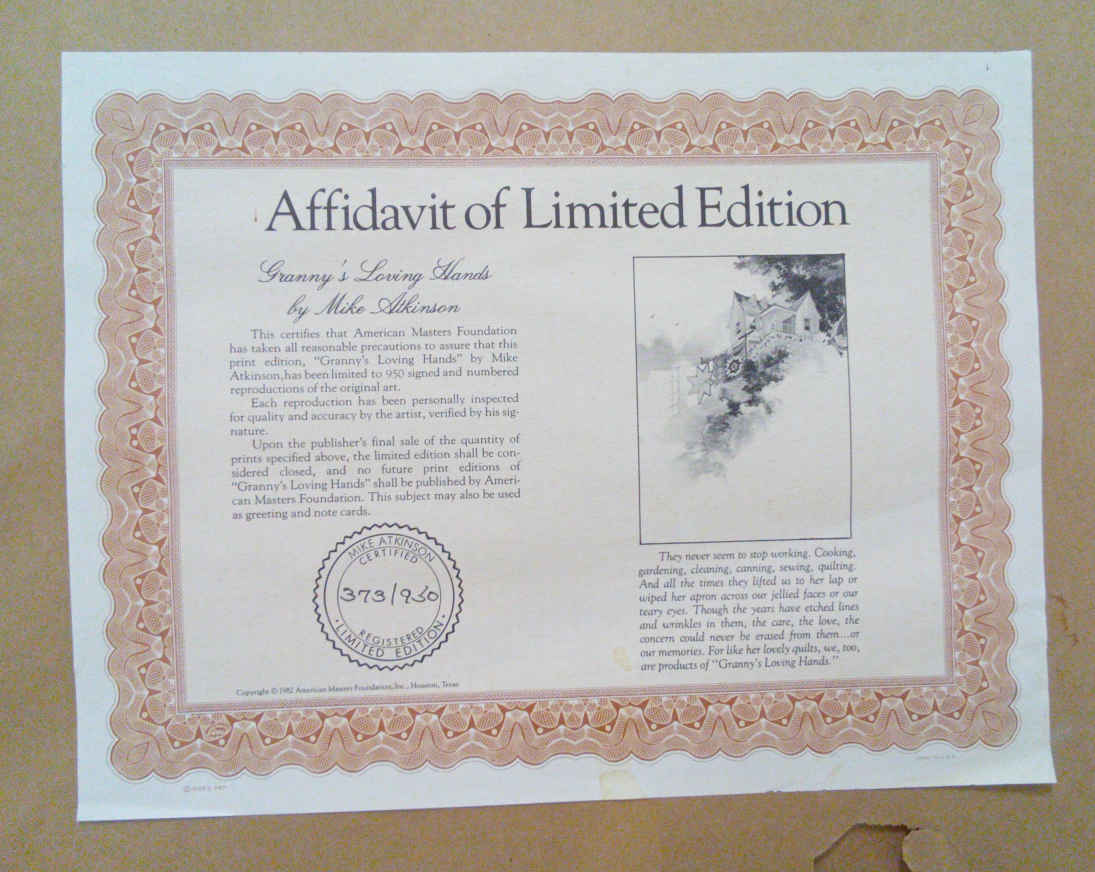 Affidavit of Limited Edition
Granny's Loving Hands
by Mike Atkinson
This certifies that American Masters Foundation
has taken all reasonable precautions to assure that this
print edition, "Granny's Loving Hands" by Mike
Atkinson,has been limited to 950 signed and numbered
reproductions of the original art.
Each reproduction has been personally inspected
for quality and accuracy by the artist, verified by his sig-
nature.
Upon the publisher's final sale of the quantity of
prints specified above, the limited edition shall be con-
sidered closed, and no future print editions of
"Granny's Loving Hands" shall be published by Ameri-
can Masters Foundation. This subject may also be used
as greeting and note cards.
MIKE ATKINSON
CERTIFIED
373/950
REGISTERED
LIMITED EDITION
Copyright © 1982 American Masters Foundation, Inc., Houston, Texas
They never seem to stop working. Cooking,
gardening, cleaning, canning, sewing, quilting.
And all the times they lifted us to her lap or
wiped her apron across our jellied faces or our
teary eyes. Though the years have etched lines
and wrinkles in them, the care, the love, the
concern could never be erased from them...or
our memories. For like her lovely quilts, we, too,
are products of "Granny's Loving Hands."